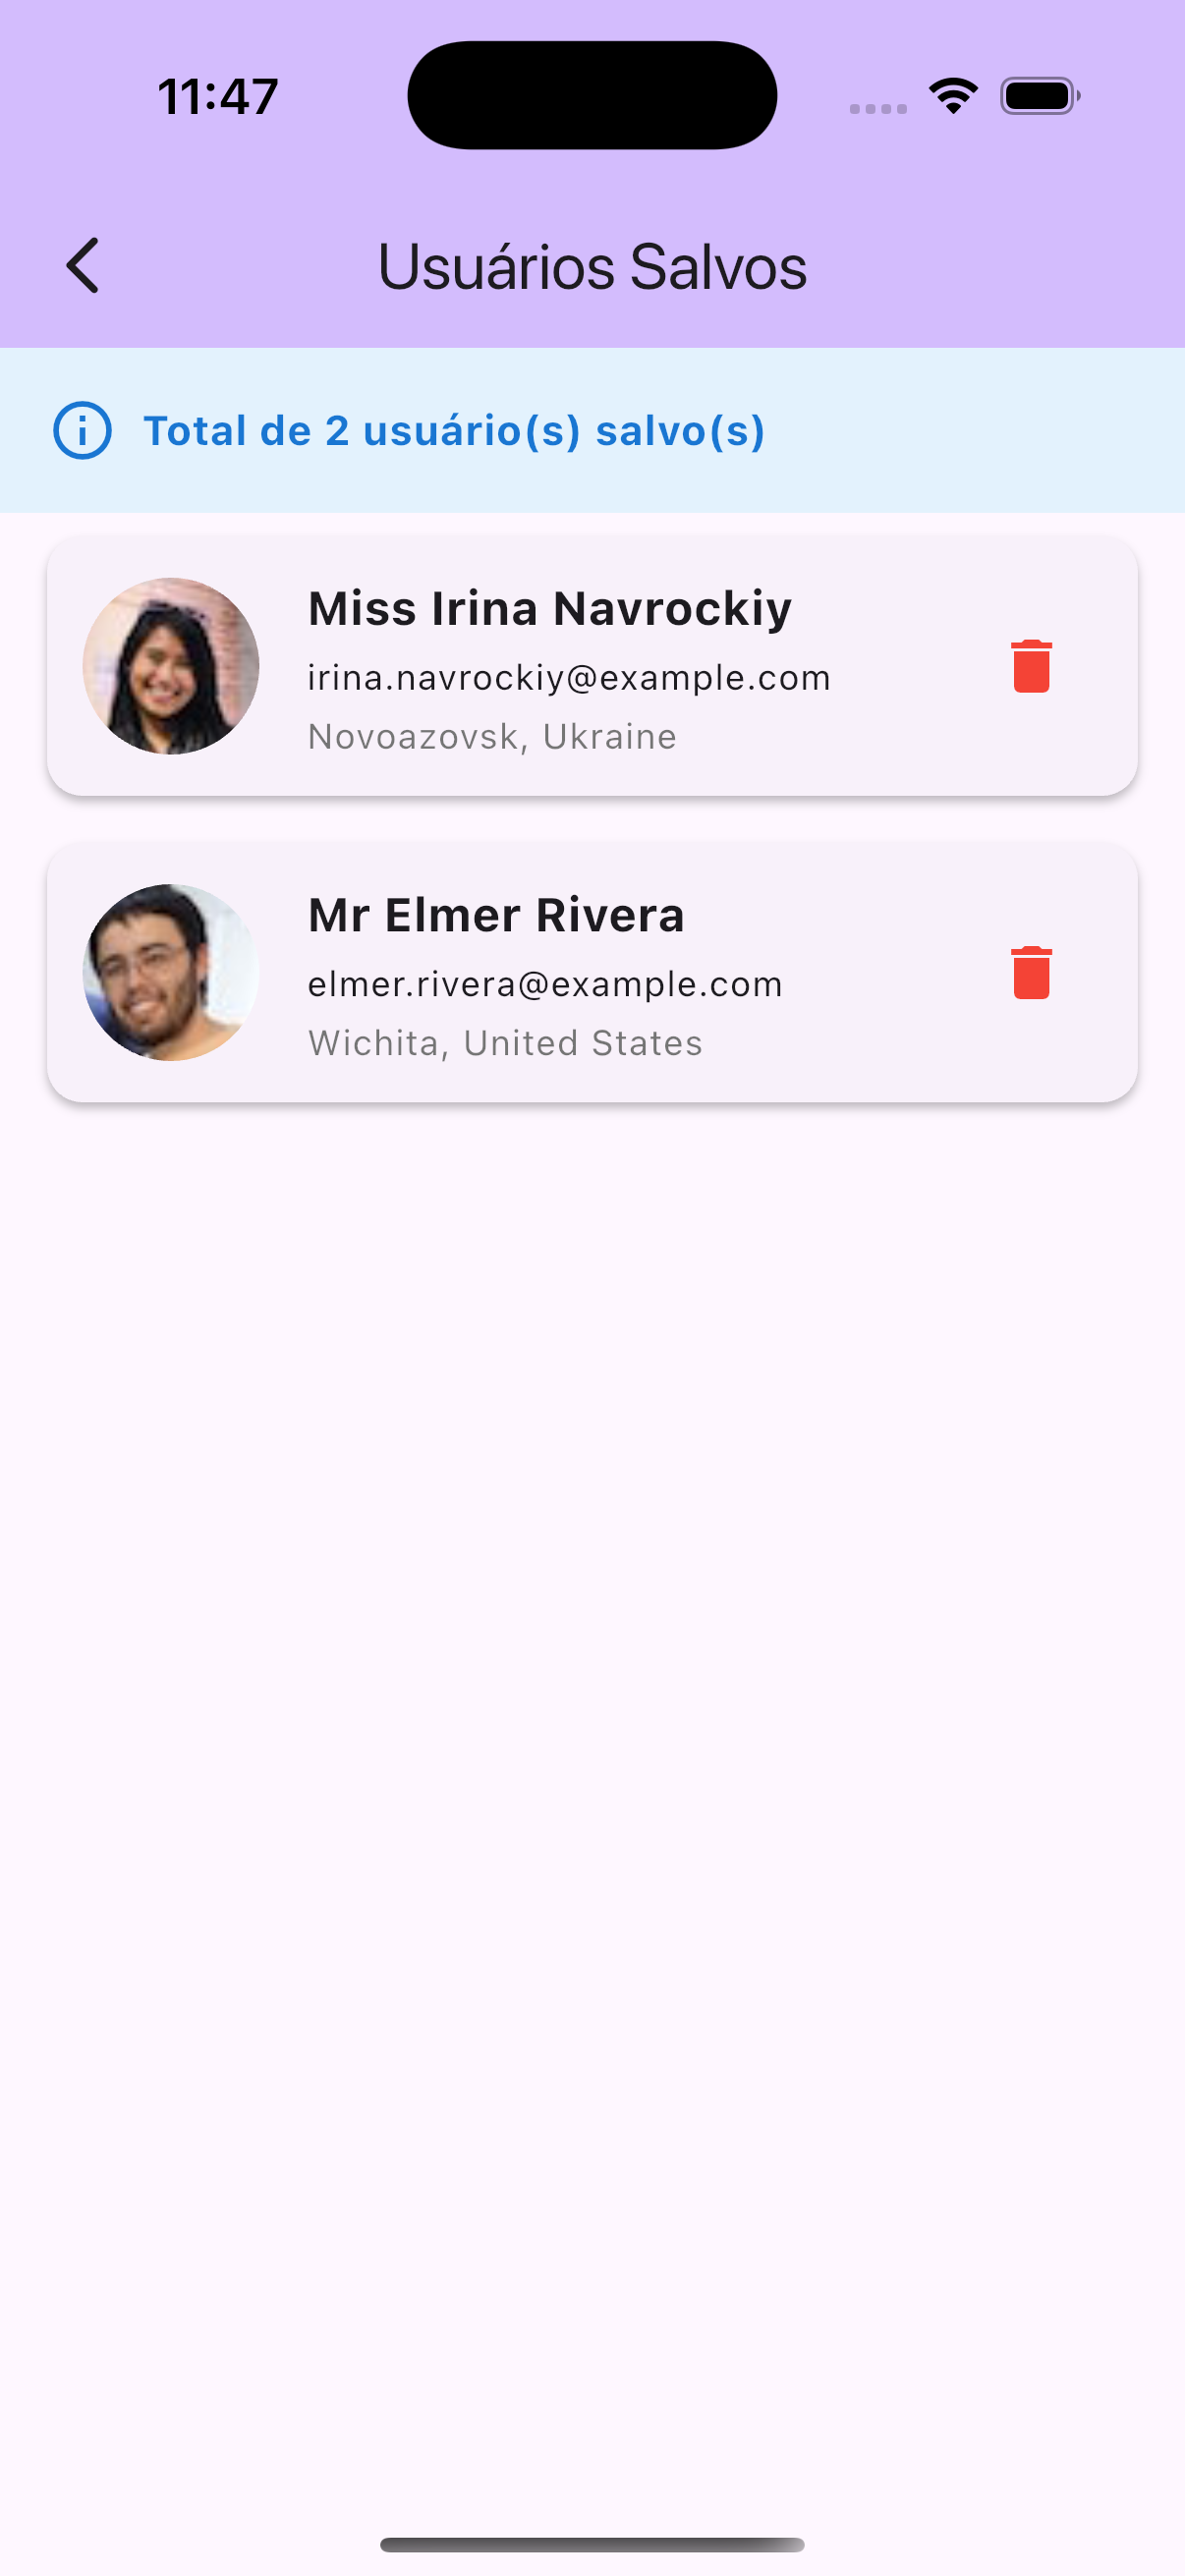 11:47
Usuários Salvos
Total de 2 usuário(s) salvo(s)
Miss Irina Navrockiy
irina.navrockiy@example.com
Novoazovsk, Ukraine
Mr Elmer Rivera
elmer.rivera@example.com
Wichita, United States